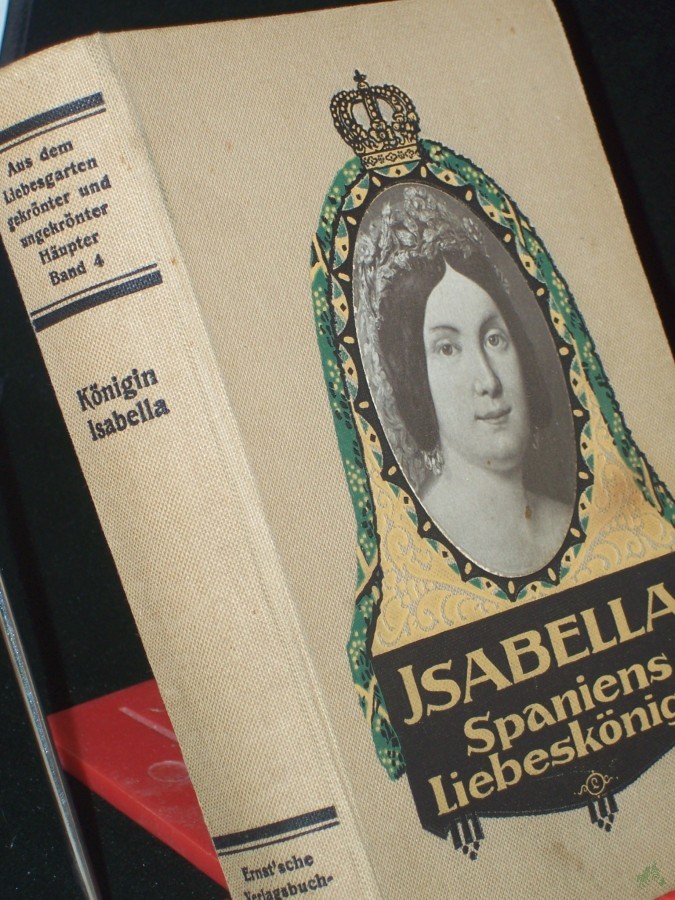 Aus dem
Liebesgarten
gekrönter und
ungekrönter
Häupter
Band 4
Königin
Isabella
Ernst'sche
Verlagsbuch-
JSABELLA
Spaniens
Liebeskönig